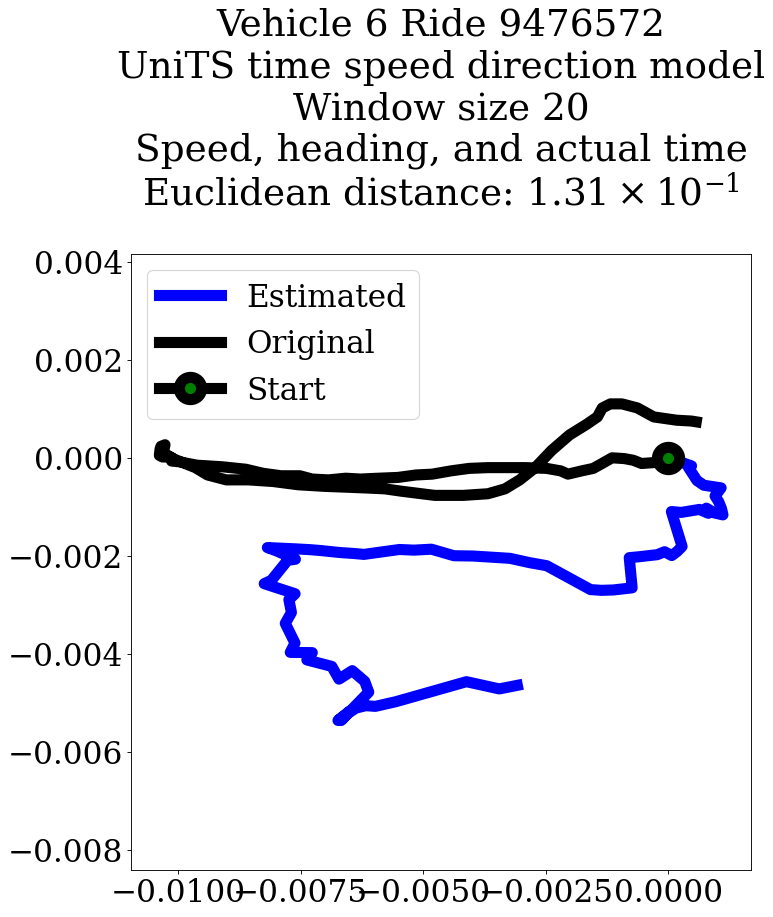 Vehicle 6 Ride 9476572
UniTS time speed direction model
Window size 20
Speed, heading, and actual time
Euclidean distance: 1.31 × 10⁻¹
0.004
0.002
0.000
−0.002
−0.004
−0.006
−0.008
Estimated
Original
Start
−0.0100 −0.0075 −0.0050 −0.0025 0.0000